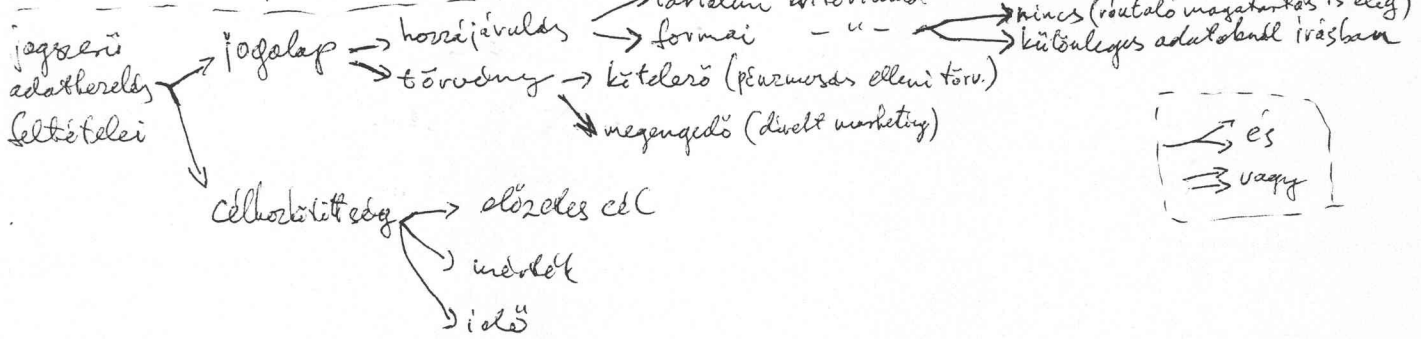 nincs (ráutaló magatartás is elég)
jogszerű → jogalap → hozzájárulás → formai – " – → különleges adatoknál írásban
adatkezelés → törvény → kötelező (pénzmosás elleni törv.)
feltételei → megengedő (direkt marketing)
és
vagy
célhozkötöttség → előzetes cél
mérték
idő